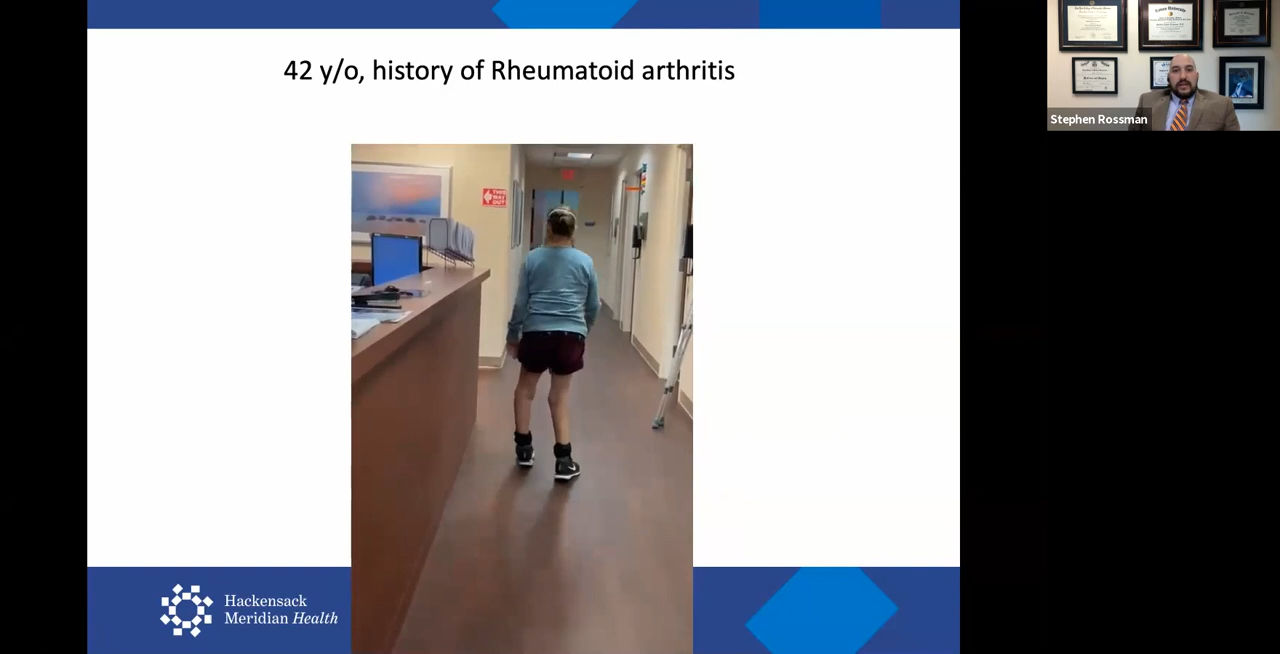 42 y/o, history of Rheumatoid arthritis
Stephen Rossman
THIS
WAY
OUT
Hackensack
Meridian Health